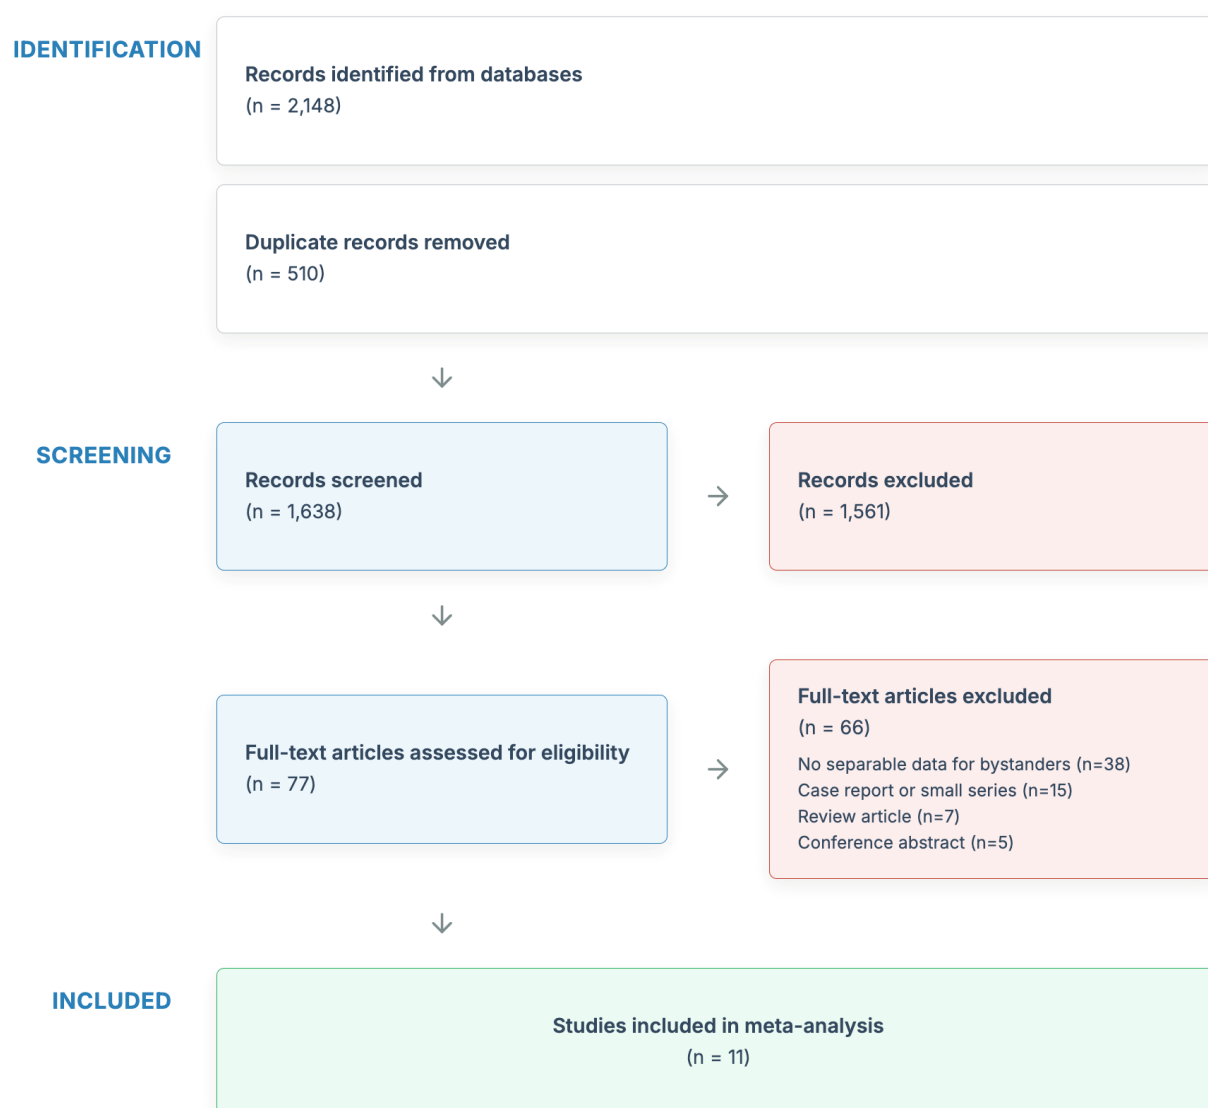 IDENTIFICATION
Records identified from databases
(n = 2,148)
Duplicate records removed
(n = 510)
SCREENING
Records screened
(n = 1,638)
Records excluded
(n = 1,561)
Full-text articles assessed for eligibility
(n = 77)
Full-text articles excluded
(n = 66)
No separable data for bystanders (n=38)
Case report or small series (n=15)
Review article (n=7)
Conference abstract (n=5)
INCLUDED
Studies included in meta-analysis
(n = 11)